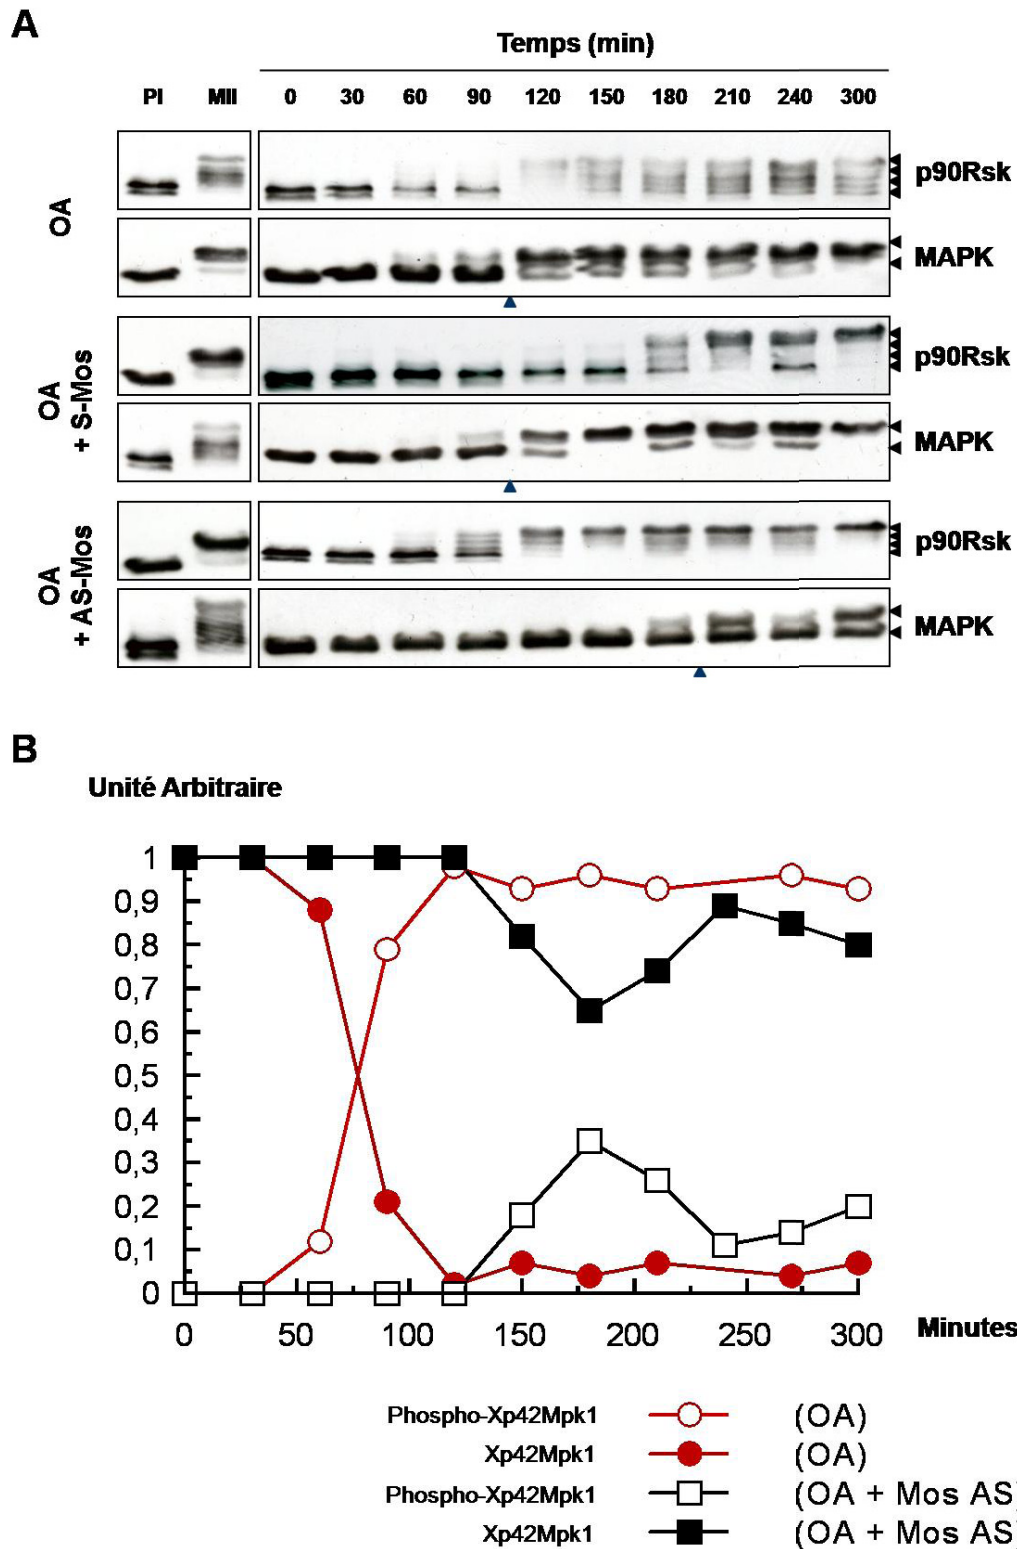 A
Temps (min)
PI MII 0 30 60 90 120 150 180 210 240 300
OA
p90Rsk
MAPK
OA
+ S-Mos
p90Rsk
MAPK
OA
+ AS-Mos
p90Rsk
MAPK
B
Unité Arbitraire
1
0,9
0,8
0,7
0,6
0,5
0,4
0,3
0,2
0,1
0
0 50 100 150 200 250 300 Minutes
Phospho-Xp42Mpk1 (OA)
Xp42Mpk1 (OA)
Phospho-Xp42Mpk1 (OA + Mos AS)
Xp42Mpk1 (OA + Mos AS)